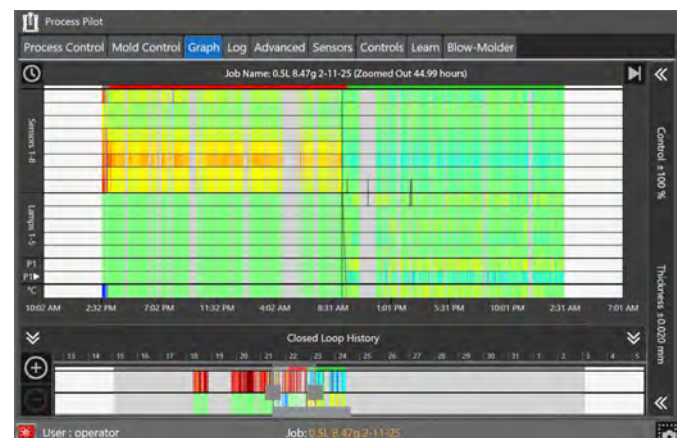 Process Pilot
Process Control Mold Control Graph Log Advanced Sensors Controls Learn Blow-Molder
Job Name: 0.5L 8.47g 2-11-25 (Zoomed Out 44.99 hours)
Sensors 1-8
Lamps 1-5
P1
P1▶
°C
Control ±100 %
Thickness ±0.020 mm
10:02 AM 2:32 PM 7:02 PM 11:32 PM 4:02 AM 8:31 AM 1:01 PM 5:31 PM 10:01 PM 2:31 AM 7:01 AM
Closed Loop History
13 14 15 16 17 18 19 20 21 22 23 24 25 26 27 28 29 30 31 1 2 3 4 5
User : operator Job: 0.5L 8.47g 2-11-25